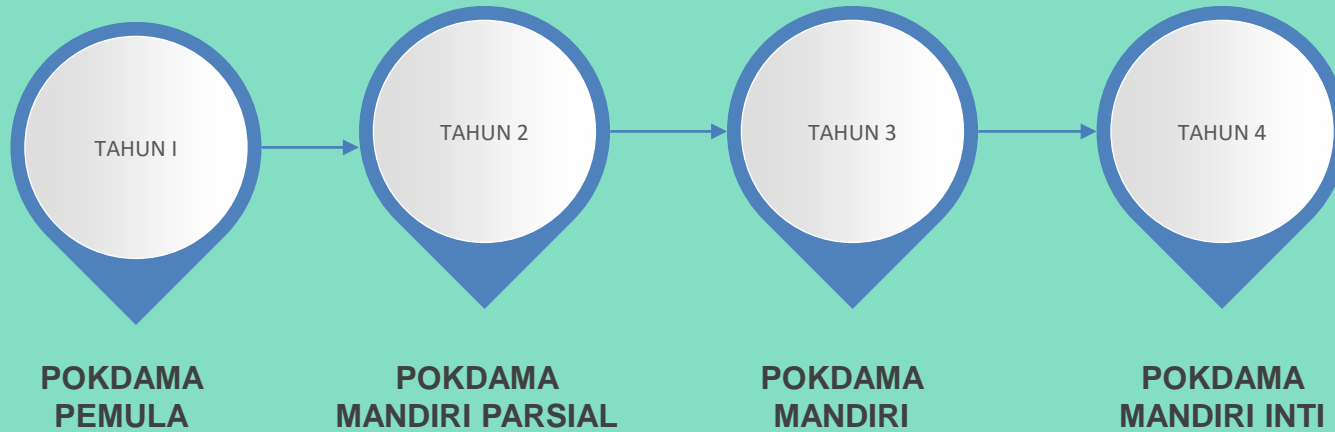 TAHUN I
TAHUN 2
TAHUN 3
TAHUN 4
POKDAMA
PEMULA
POKDAMA
MANDIRI PARSIAL
POKDAMA
MANDIRI
POKDAMA
MANDIRI INTI